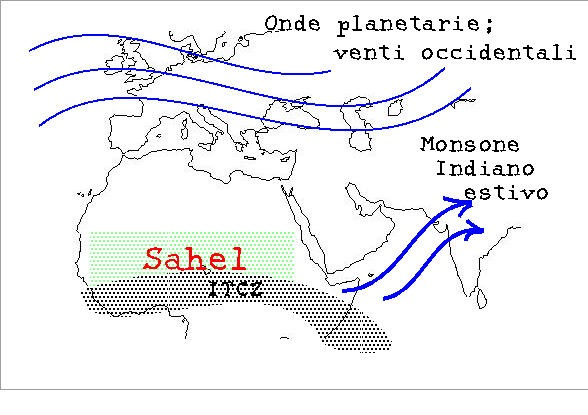 Onde planetarie;
venti occidentali
Monsone
Indiano
estivo
Sahel
ITCZ